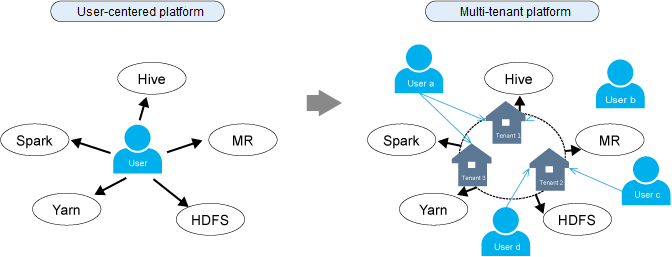 User-centered platform
Multi-tenant platform
Hive
Spark
User
MR
Yarn
HDFS
User a
Hive
User b
Spark
Tenant 1
MR
Tenant 3
Tenant 2
User c
Yarn
HDFS
User d